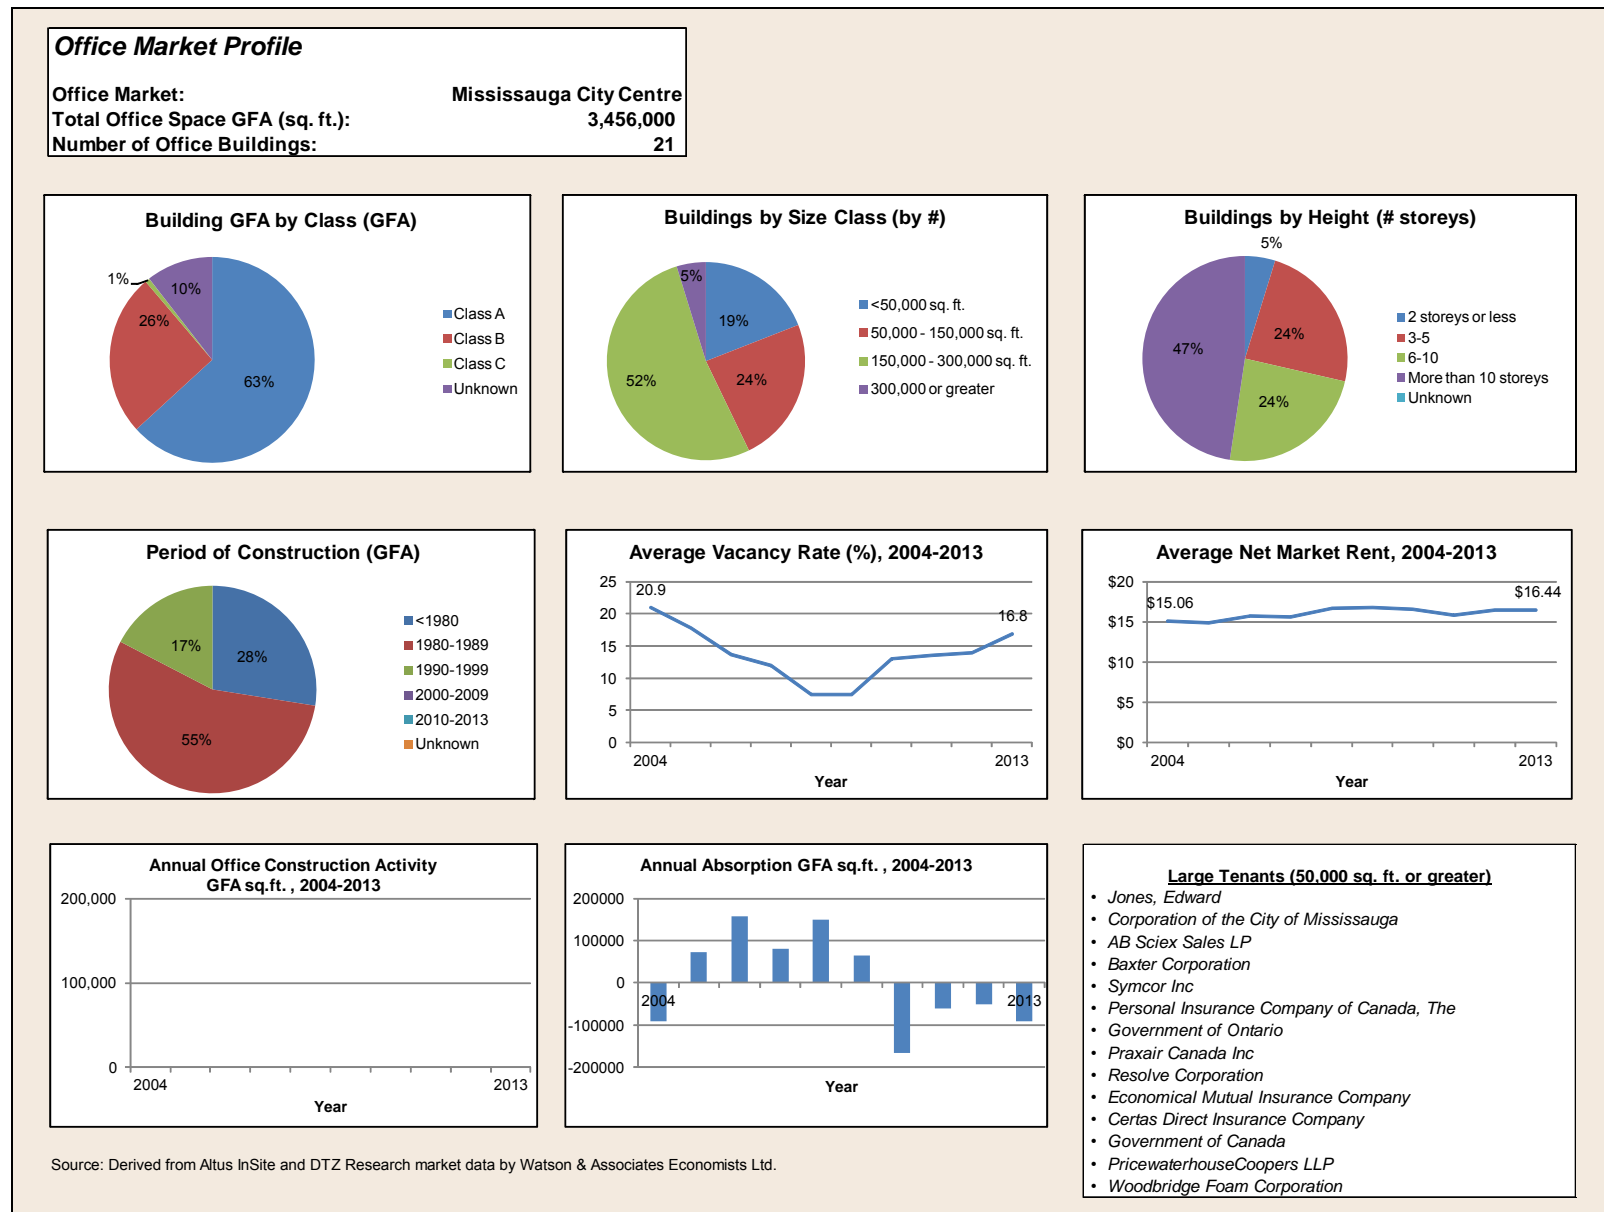 Office Market Profile
Office Market: Mississauga City Centre
Total Office Space GFA (sq. ft.): 3,456,000
Number of Office Buildings: 21
Building GFA by Class (GFA)
1%
10%
26%
63%
Class A
Class B
Class C
Unknown
Buildings by Size Class (by #)
5%
19%
52%
24%
<50,000 sq. ft.
50,000 - 150,000 sq. ft.
150,000 - 300,000 sq. ft.
300,000 or greater
Buildings by Height (# storeys)
5%
24%
47%
24%
2 storeys or less
3-5
6-10
More than 10 storeys
Unknown
Period of Construction (GFA)
17%
28%
55%
<1980
1980-1989
1990-1999
2000-2009
2010-2013
Unknown
Average Vacancy Rate (%), 2004-2013
25
20
15
10
5
0
20.9
16.8
2004
2013
Year
Average Net Market Rent, 2004-2013
$20
$15
$10
$5
$0
$15.06
$16.44
2004
2013
Year
Annual Office Construction Activity
GFA sq.ft. , 2004-2013
200,000
100,000
0
2004
2013
Year
Annual Absorption GFA sq.ft. , 2004-2013
200000
100000
0
-100000
-200000
2004
2013
Year
Large Tenants (50,000 sq. ft. or greater)
• Jones, Edward
• Corporation of the City of Mississauga
• AB Sciex Sales LP
• Baxter Corporation
• Symcor Inc
• Personal Insurance Company of Canada, The
• Government of Ontario
• Praxair Canada Inc
• Resolve Corporation
• Economical Mutual Insurance Company
• Certas Direct Insurance Company
• Government of Canada
• PricewaterhouseCoopers LLP
• Woodbridge Foam Corporation
Source: Derived from Altus InSite and DTZ Research market data by Watson & Associates Economists Ltd.